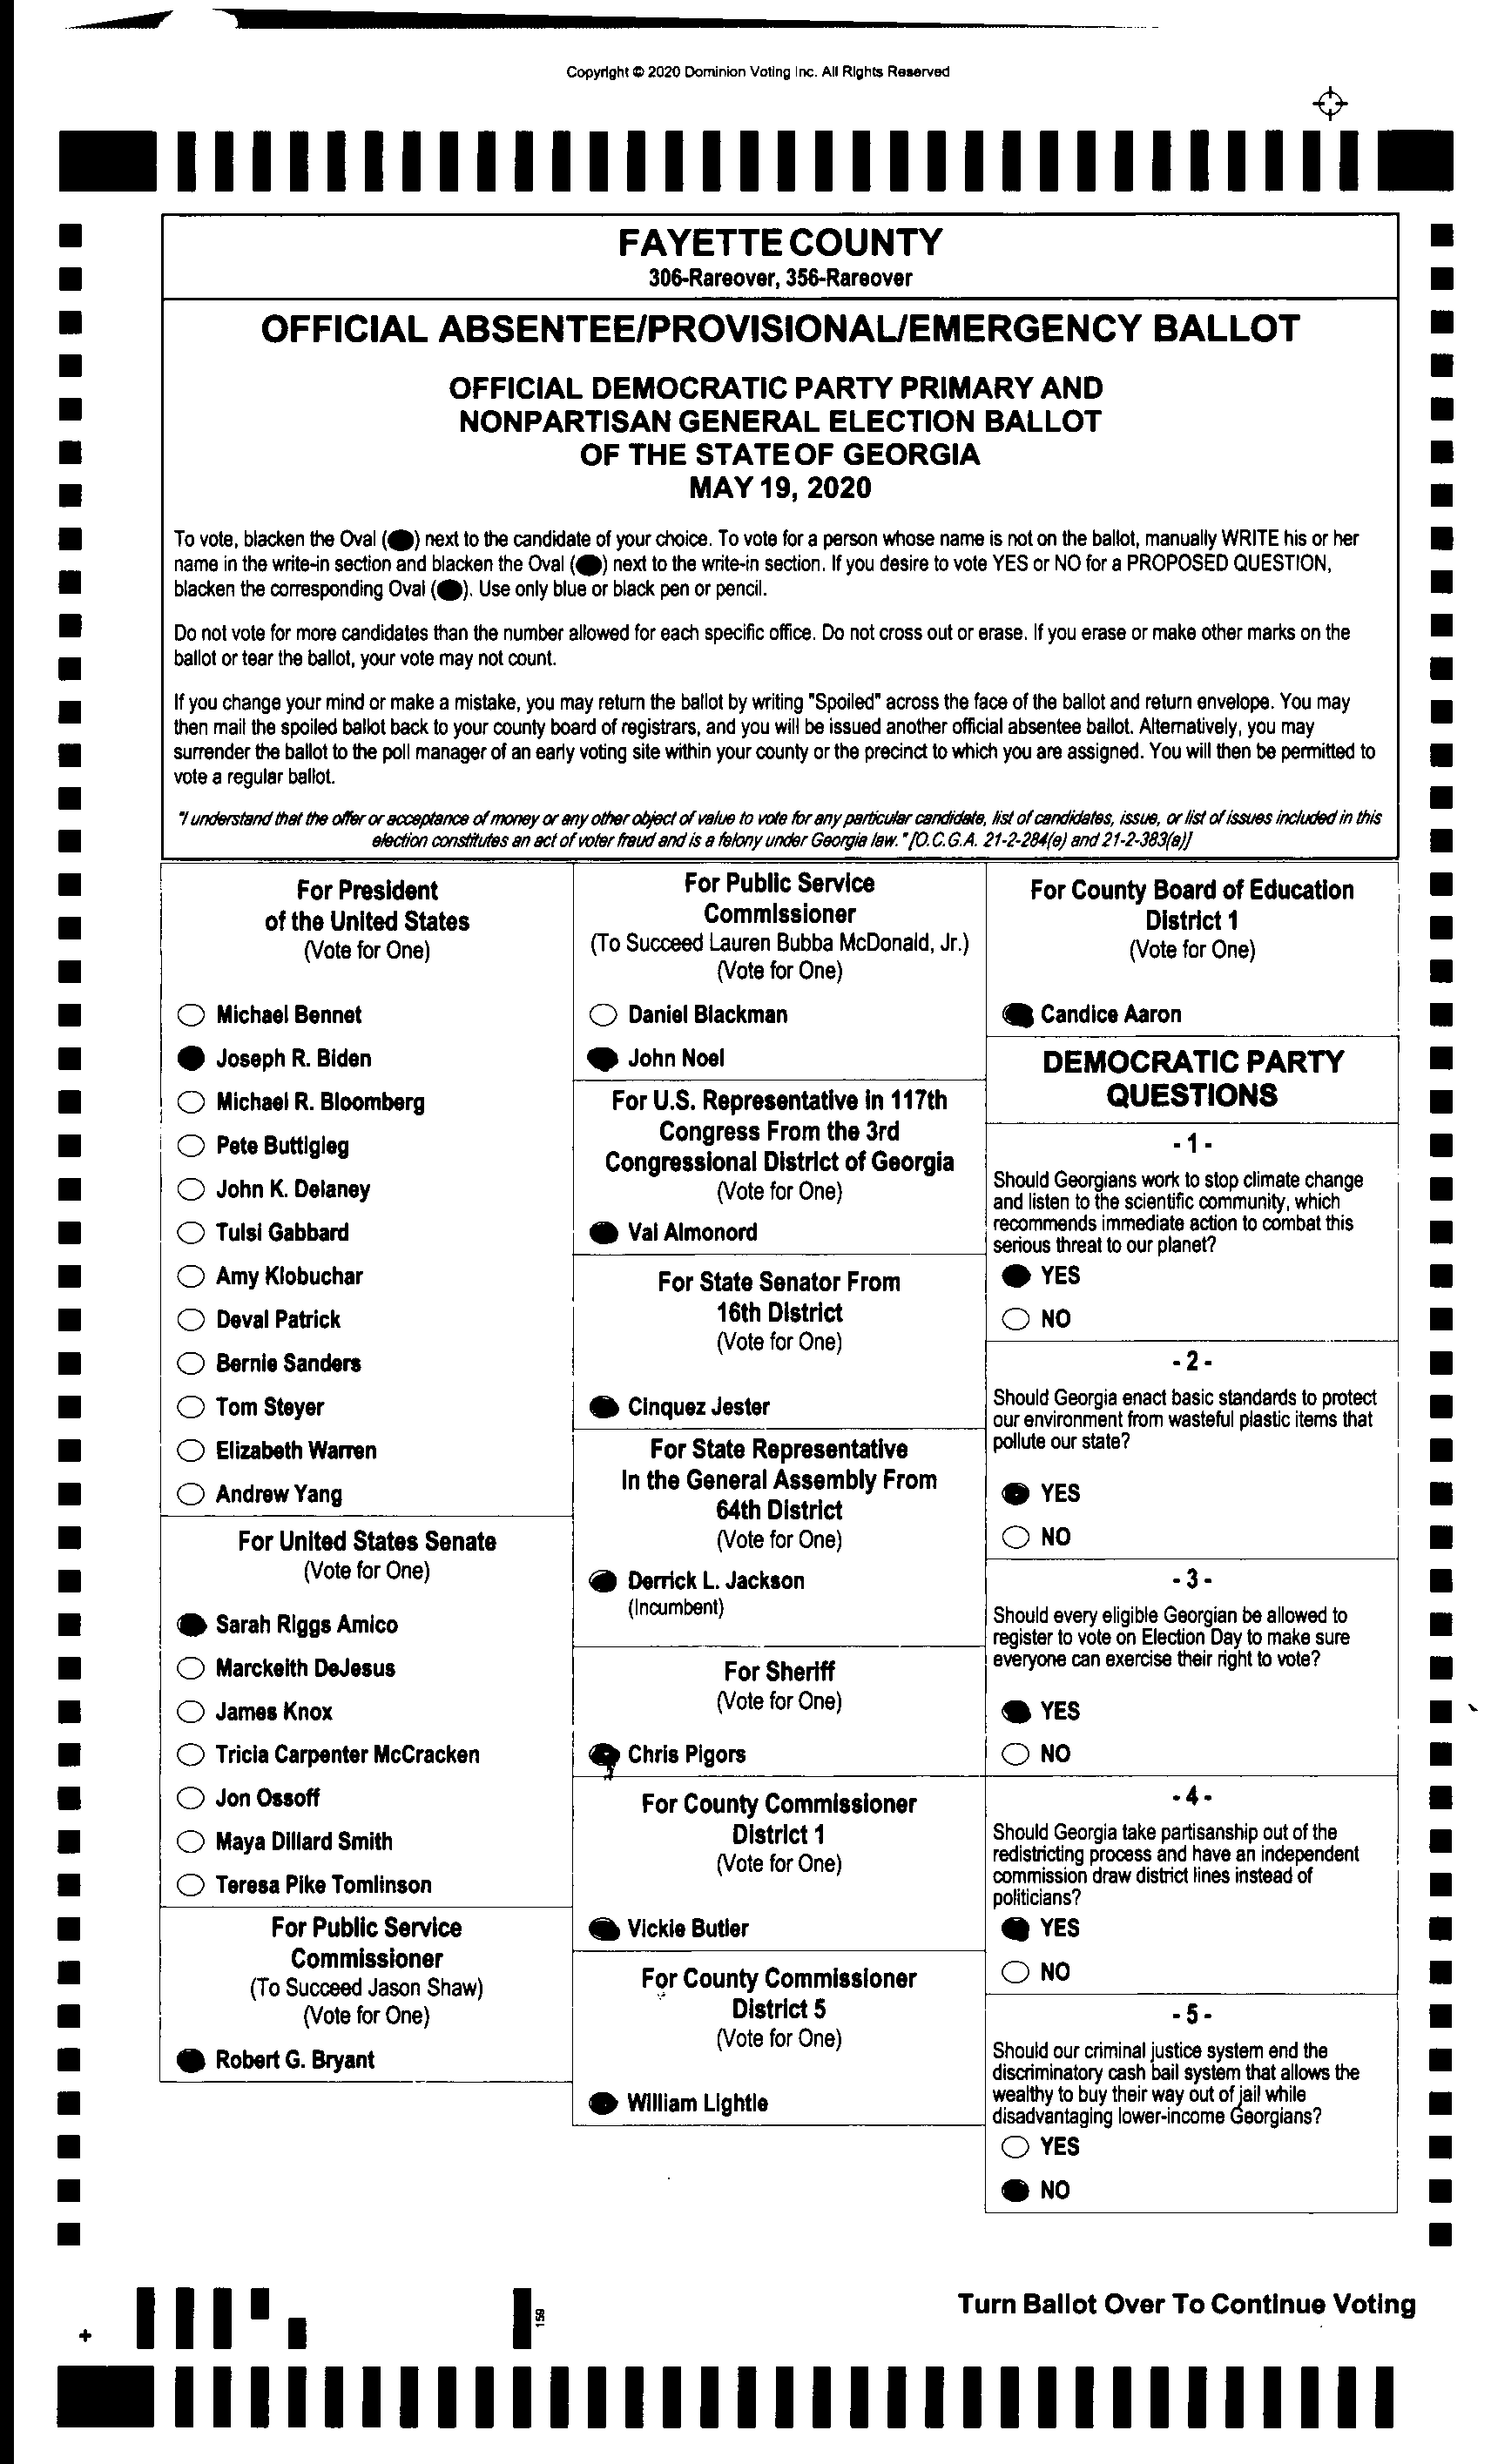 Copyright © 2020 Dominion Voting Inc. All Rights Reserved
FAYETTE COUNTY
306-Rareover, 356-Rareover
OFFICIAL ABSENTEE/PROVISIONAL/EMERGENCY BALLOT
OFFICIAL DEMOCRATIC PARTY PRIMARY AND
NONPARTISAN GENERAL ELECTION BALLOT
OF THE STATE OF GEORGIA
MAY 19, 2020
To vote, blacken the Oval (●) next to the candidate of your choice. To vote for a person whose name is not on the ballot, manually WRITE his or her
name in the write-in section and blacken the Oval (●) next to the write-in section. If you desire to vote YES or NO for a PROPOSED QUESTION,
blacken the corresponding Oval (●). Use only blue or black pen or pencil.
Do not vote for more candidates than the number allowed for each specific office. Do not cross out or erase. If you erase or make other marks on the
ballot or tear the ballot, your vote may not count.
If you change your mind or make a mistake, you may return the ballot by writing "Spoiled" across the face of the ballot and return envelope. You may
then mail the spoiled ballot back to your county board of registrars, and you will be issued another official absentee ballot. Alternatively, you may
surrender the ballot to the poll manager of an early voting site within your county or the precinct to which you are assigned. You will then be permitted to
vote a regular ballot.
"I understand that the offer or acceptance of money or any other object of value to vote for any particular candidate, list of candidates, issue, or list of issues included in this
election constitutes an act of voter fraud and is a felony under Georgia law." [O.C.G.A. 21-2-284(e) and 21-2-383(a)]
For President
of the United States
(Vote for One)
Michael Bennet
Joseph R. Biden
Michael R. Bloomberg
Pete Buttigieg
John K. Delaney
Tulsi Gabbard
Amy Klobuchar
Deval Patrick
Bernie Sanders
Tom Steyer
Elizabeth Warren
Andrew Yang
For United States Senate
(Vote for One)
Sarah Riggs Amico
Marckeith DeJesus
James Knox
Tricia Carpenter McCracken
Jon Ossoff
Maya Dillard Smith
Teresa Pike Tomlinson
For Public Service
Commissioner
(To Succeed Jason Shaw)
(Vote for One)
Robert G. Bryant
For Public Service
Commissioner
(To Succeed Lauren Bubba McDonald, Jr.)
(Vote for One)
Daniel Blackman
John Noel
For U.S. Representative in 117th
Congress From the 3rd
Congressional District of Georgia
(Vote for One)
Val Almonord
For State Senator From
16th District
(Vote for One)
Cinquez Jester
For State Representative
In the General Assembly From
64th District
(Vote for One)
Derrick L. Jackson
(Incumbent)
For Sheriff
(Vote for One)
Chris Pigors
For County Commissioner
District 1
(Vote for One)
Vickie Butler
For County Commissioner
District 5
(Vote for One)
William Lightle
For County Board of Education
District 1
(Vote for One)
Candice Aaron
DEMOCRATIC PARTY
QUESTIONS
- 1 -
Should Georgians work to stop climate change
and listen to the scientific community, which
recommends immediate action to combat this
serious threat to our planet?
YES
NO
- 2 -
Should Georgia enact basic standards to protect
our environment from wasteful plastic items that
pollute our state?
YES
NO
- 3 -
Should every eligible Georgian be allowed to
register to vote on Election Day to make sure
everyone can exercise their right to vote?
YES
NO
- 4 -
Should Georgia take partisanship out of the
redistricting process and have an independent
commission draw district lines instead of
politicians?
YES
NO
- 5 -
Should our criminal justice system end the
discriminatory cash bail system that allows the
wealthy to buy their way out of jail while
disadvantaging lower-income Georgians?
YES
NO
159
Turn Ballot Over To Continue Voting